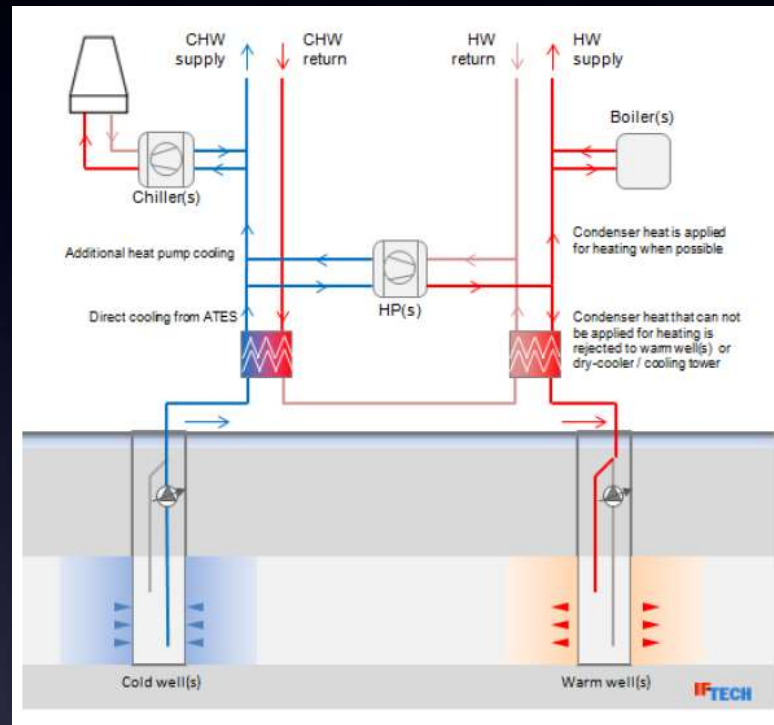 CHW
supply
CHW
return
HW
return
HW
supply
Boiler(s)
Chiller(s)
Additional heat pump cooling
Condenser heat is applied
for heating when possible
HP(s)
Direct cooling from ATES
Condenser heat that can not
be applied for heating is
rejected to warm well(s) or
dry-cooler / cooling tower
Cold well(s)
Warm well(s)
IFTECH